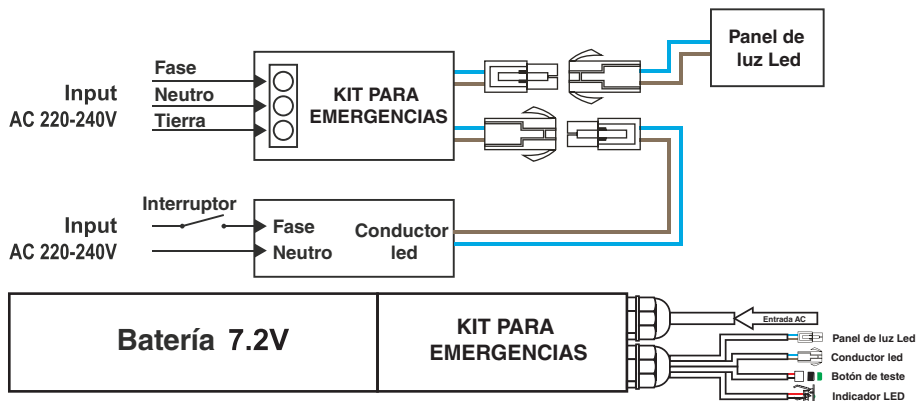 Panel de
luz Led
Fase
Input
Neutro
AC 220-240V
Tierra
KIT PARA
EMERGENCIAS
Interruptor
Input
AC 220-240V
Fase
Neutro
Conductor
led
Batería 7.2V
KIT PARA
EMERGENCIAS
Entrada AC
Panel de luz Led
Conductor led
Botón de teste
Indicador LED